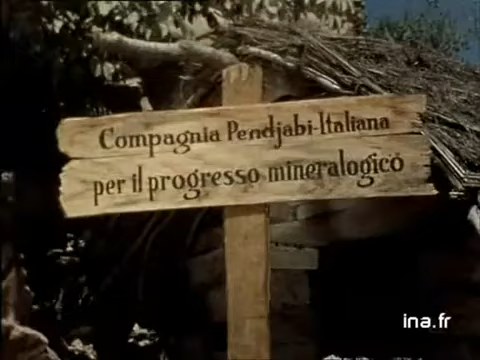 Compagnia Pendjabi-Italiana
per il progresso mineralogico
ina.fr